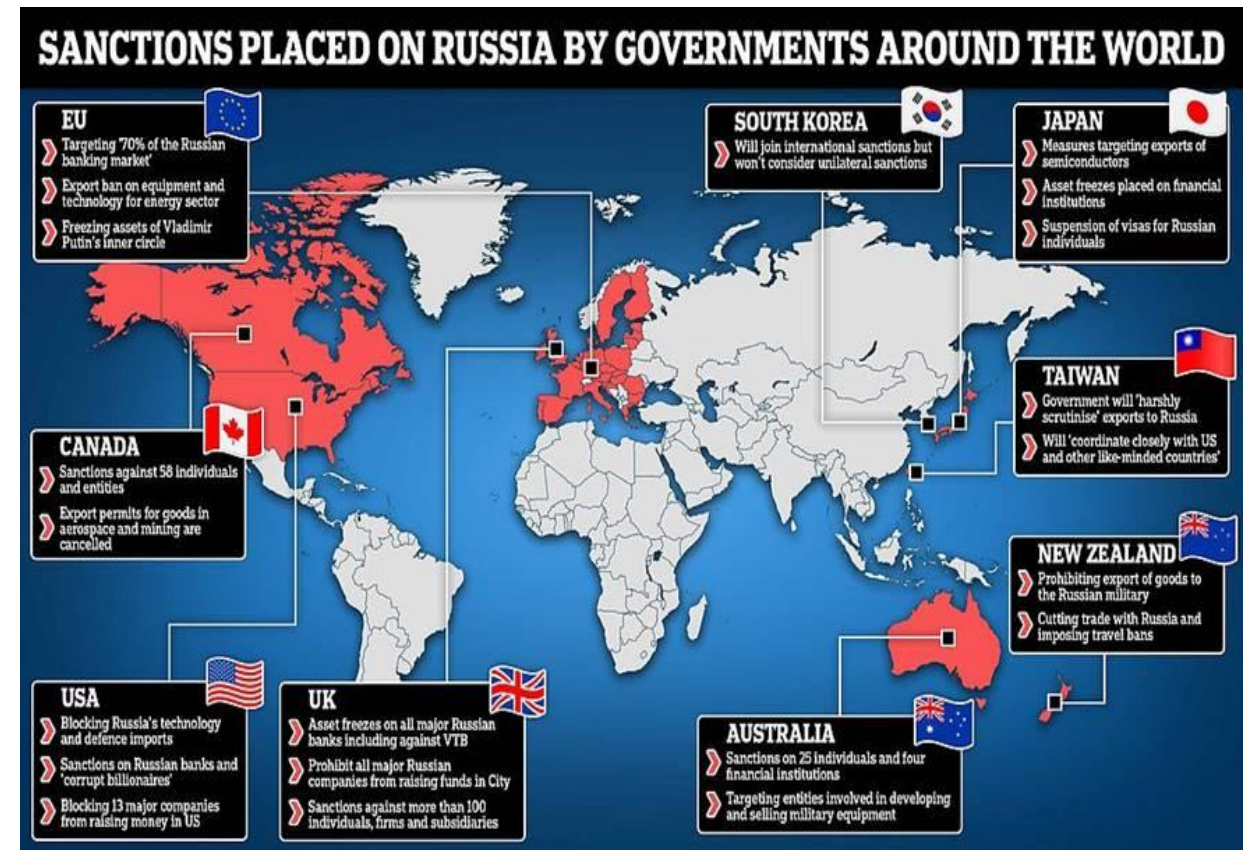 SANCTIONS PLACED ON RUSSIA BY GOVERNMENTS AROUND THE WORLD
EU
Targeting '70% of the Russian
banking market'
Export ban on equipment and
technology for energy sector
Freezing assets of Vladimir
Putin's inner circle
SOUTH KOREA
Will join international sanctions but
won't consider unilateral sanctions
JAPAN
Measures targeting exports of
semiconductors
Asset freezes placed on financial
institutions
Suspension of visas for Russian
individuals
TAIWAN
Government will 'harshly
scrutinise' exports to Russia
Will 'coordinate closely with US
and other like-minded countries'
CANADA
Sanctions against 58 individuals
and entities
Export permits for goods in
aerospace and mining are
cancelled
NEW ZEALAND
Prohibiting export of goods to
the Russian military
Cutting trade with Russia and
imposing travel bans
USA
Blocking Russia's technology
and defence imports
Sanctions on Russian banks and
'corrupt billionaires'
Blocking 13 major companies
from raising money in US
UK
Asset freezes on all major Russian
banks including against VTB
Prohibit all major Russian
companies from raising funds in City
Sanctions against more than 100
individuals, firms and subsidiaries
AUSTRALIA
Sanctions on 25 individuals and four
financial institutions
Targeting entities involved in developing
and selling military equipment